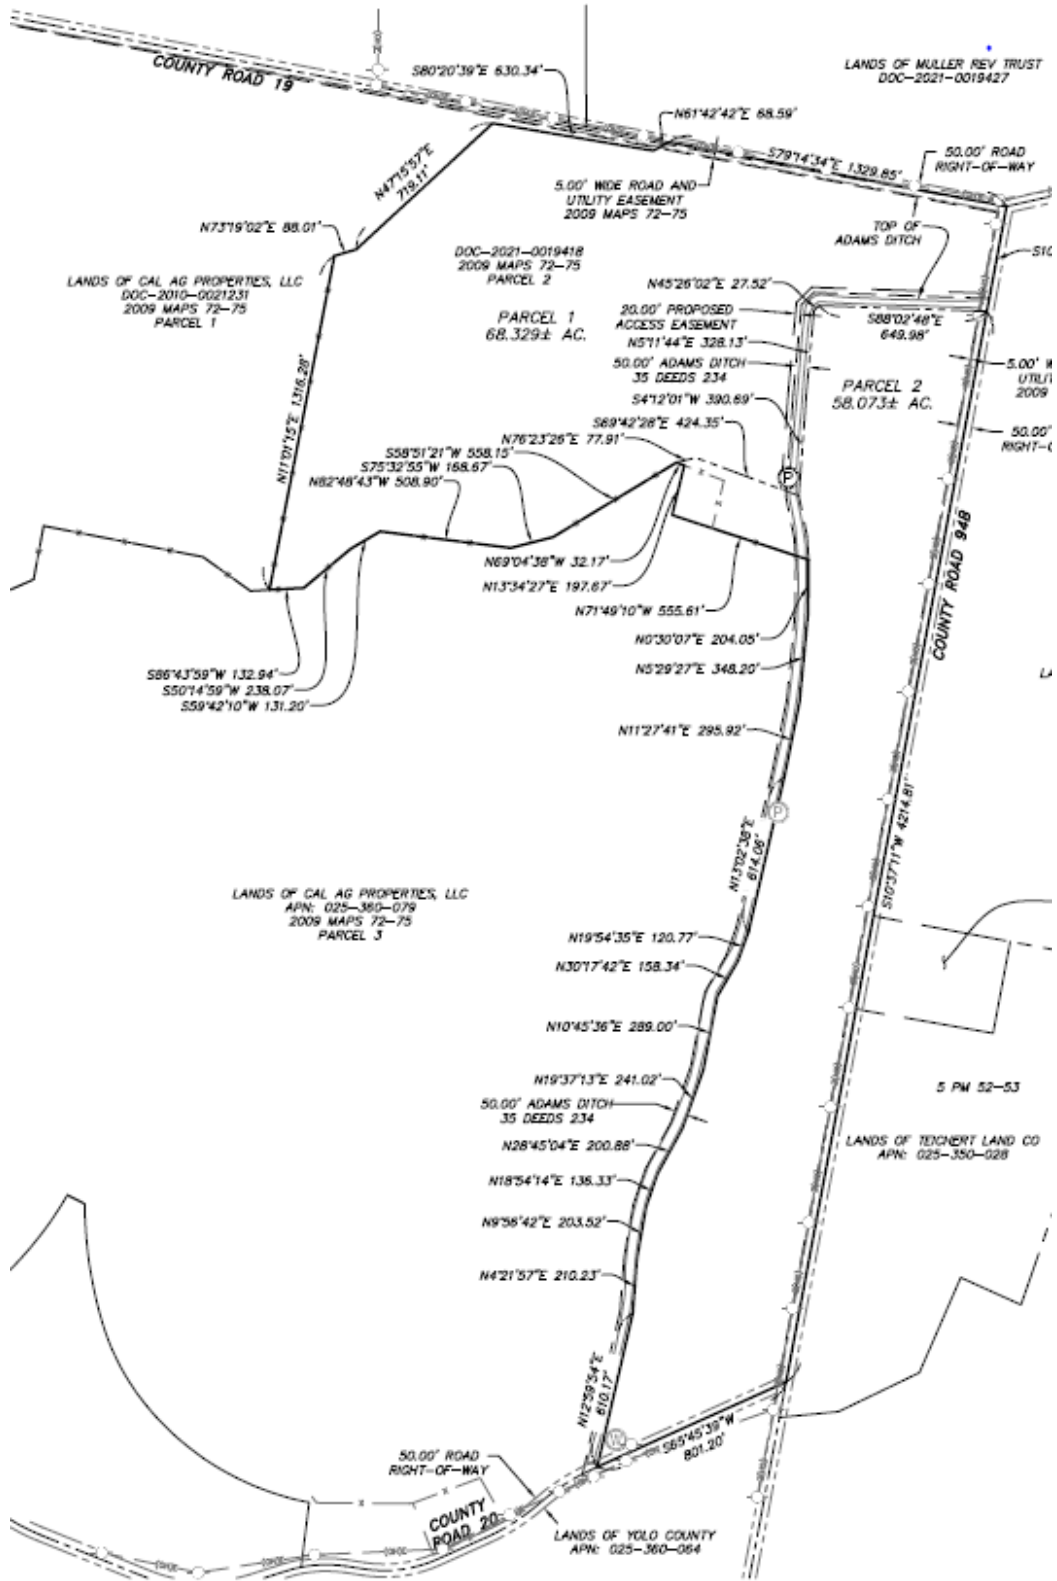 COUNTY ROAD 19
S80°20'39"E 630.34'
LANDS OF MULLER REV TRUST
DOC-2021-0019427
N61°42'42"E 68.59'
S79°14'34"E 1329.85'
50.00' ROAD
RIGHT-OF-WAY
N47°15'57"E
719.11'
5.00' WIDE ROAD AND
UTILITY EASEMENT
2009 MAPS 72-75
TOP OF
ADAMS DITCH
N73°19'02"E 88.01'
S10
LANDS OF CAL AG PROPERTIES, LLC
DOC-2010-0021231
2009 MAPS 72-75
PARCEL 1
DOC-2021-0019418
2009 MAPS 72-75
PARCEL 2
PARCEL 1
68.329± AC.
N45°26'02"E 27.52'
20.00' PROPOSED
ACCESS EASEMENT
N5°11'44"E 328.13'
50.00' ADAMS DITCH
35 DEEDS 234
S4°12'01"W 390.69'
S88°02'48"E
649.98'
PARCEL 2
58.073± AC.
5.00' W
UTILI
2009
50.00'
RIGHT-O
N11°01'15"E 1316.28'
S69°42'28"E 424.35'
N76°23'26"E 77.91'
S58°51'21"W 558.15'
S75°32'55"W 168.67'
N82°48'43"W 508.90'
P
N69°04'38"W 32.17'
N13°34'27"E 197.67'
N71°49'10"W 555.61'
COUNTY ROAD 94B
N0°30'07"E 204.05'
N5°29'27"E 348.20'
S86°43'59"W 132.94'
S50°14'59"W 238.07'
S59°42'10"W 131.20'
LA
N11°27'41"E 295.92'
P
S10°37'11"W 4214.81'
N13°02'38"E
614.06'
LANDS OF CAL AG PROPERTIES, LLC
APN: 025-360-079
2009 MAPS 72-75
PARCEL 3
N19°54'35"E 120.77'
N30°17'42"E 158.34'
N10°45'36"E 289.00'
N19°37'13"E 241.02'
50.00' ADAMS DITCH
35 DEEDS 234
5 PM 52-53
N28°45'04"E 200.88'
LANDS OF TEICHERT LAND CO
APN: 025-350-028
N18°54'14"E 136.33'
N9°56'42"E 203.52'
N4°21'57"E 210.23'
N12°59'54"E
610.17'
W
S65°45'39"W
801.20'
50.00' ROAD
RIGHT-OF-WAY
COUNTY
ROAD 20
LANDS OF YOLO COUNTY
APN: 025-360-064